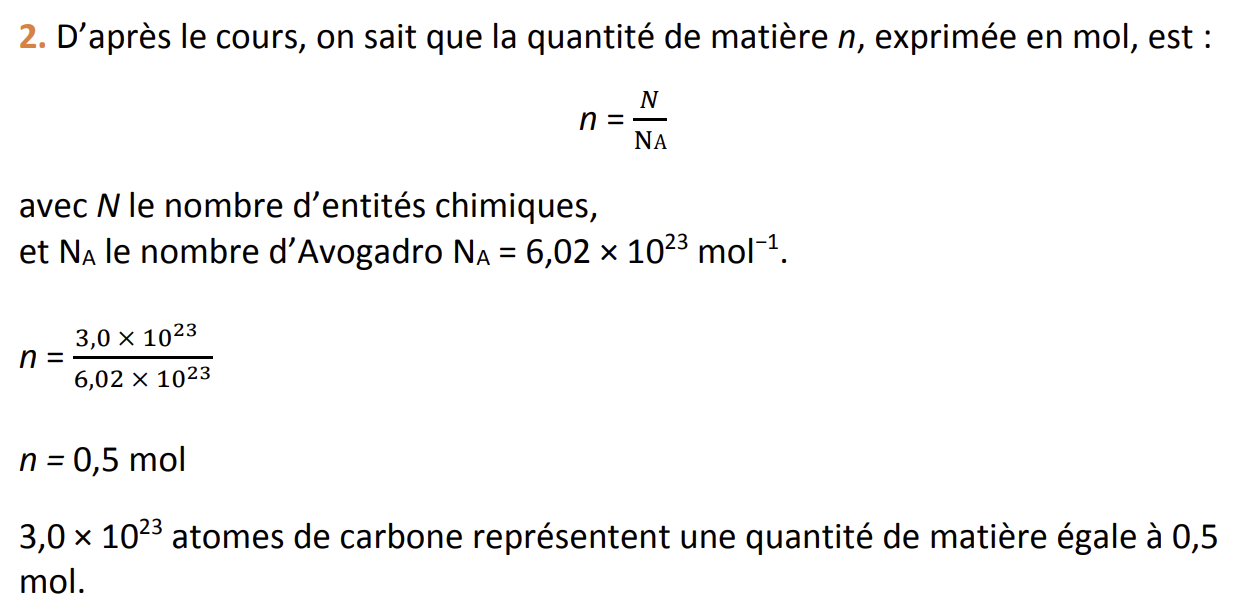 2. D’après le cours, on sait que la quantité de matière n, exprimée en mol, est :
n = N / NA
avec N le nombre d’entités chimiques,
et NA le nombre d’Avogadro NA = 6,02 × 10²³ mol⁻¹.
n = 3,0 × 10²³ / 6,02 × 10²³
n = 0,5 mol
3,0 × 10²³ atomes de carbone représentent une quantité de matière égale à 0,5
mol.